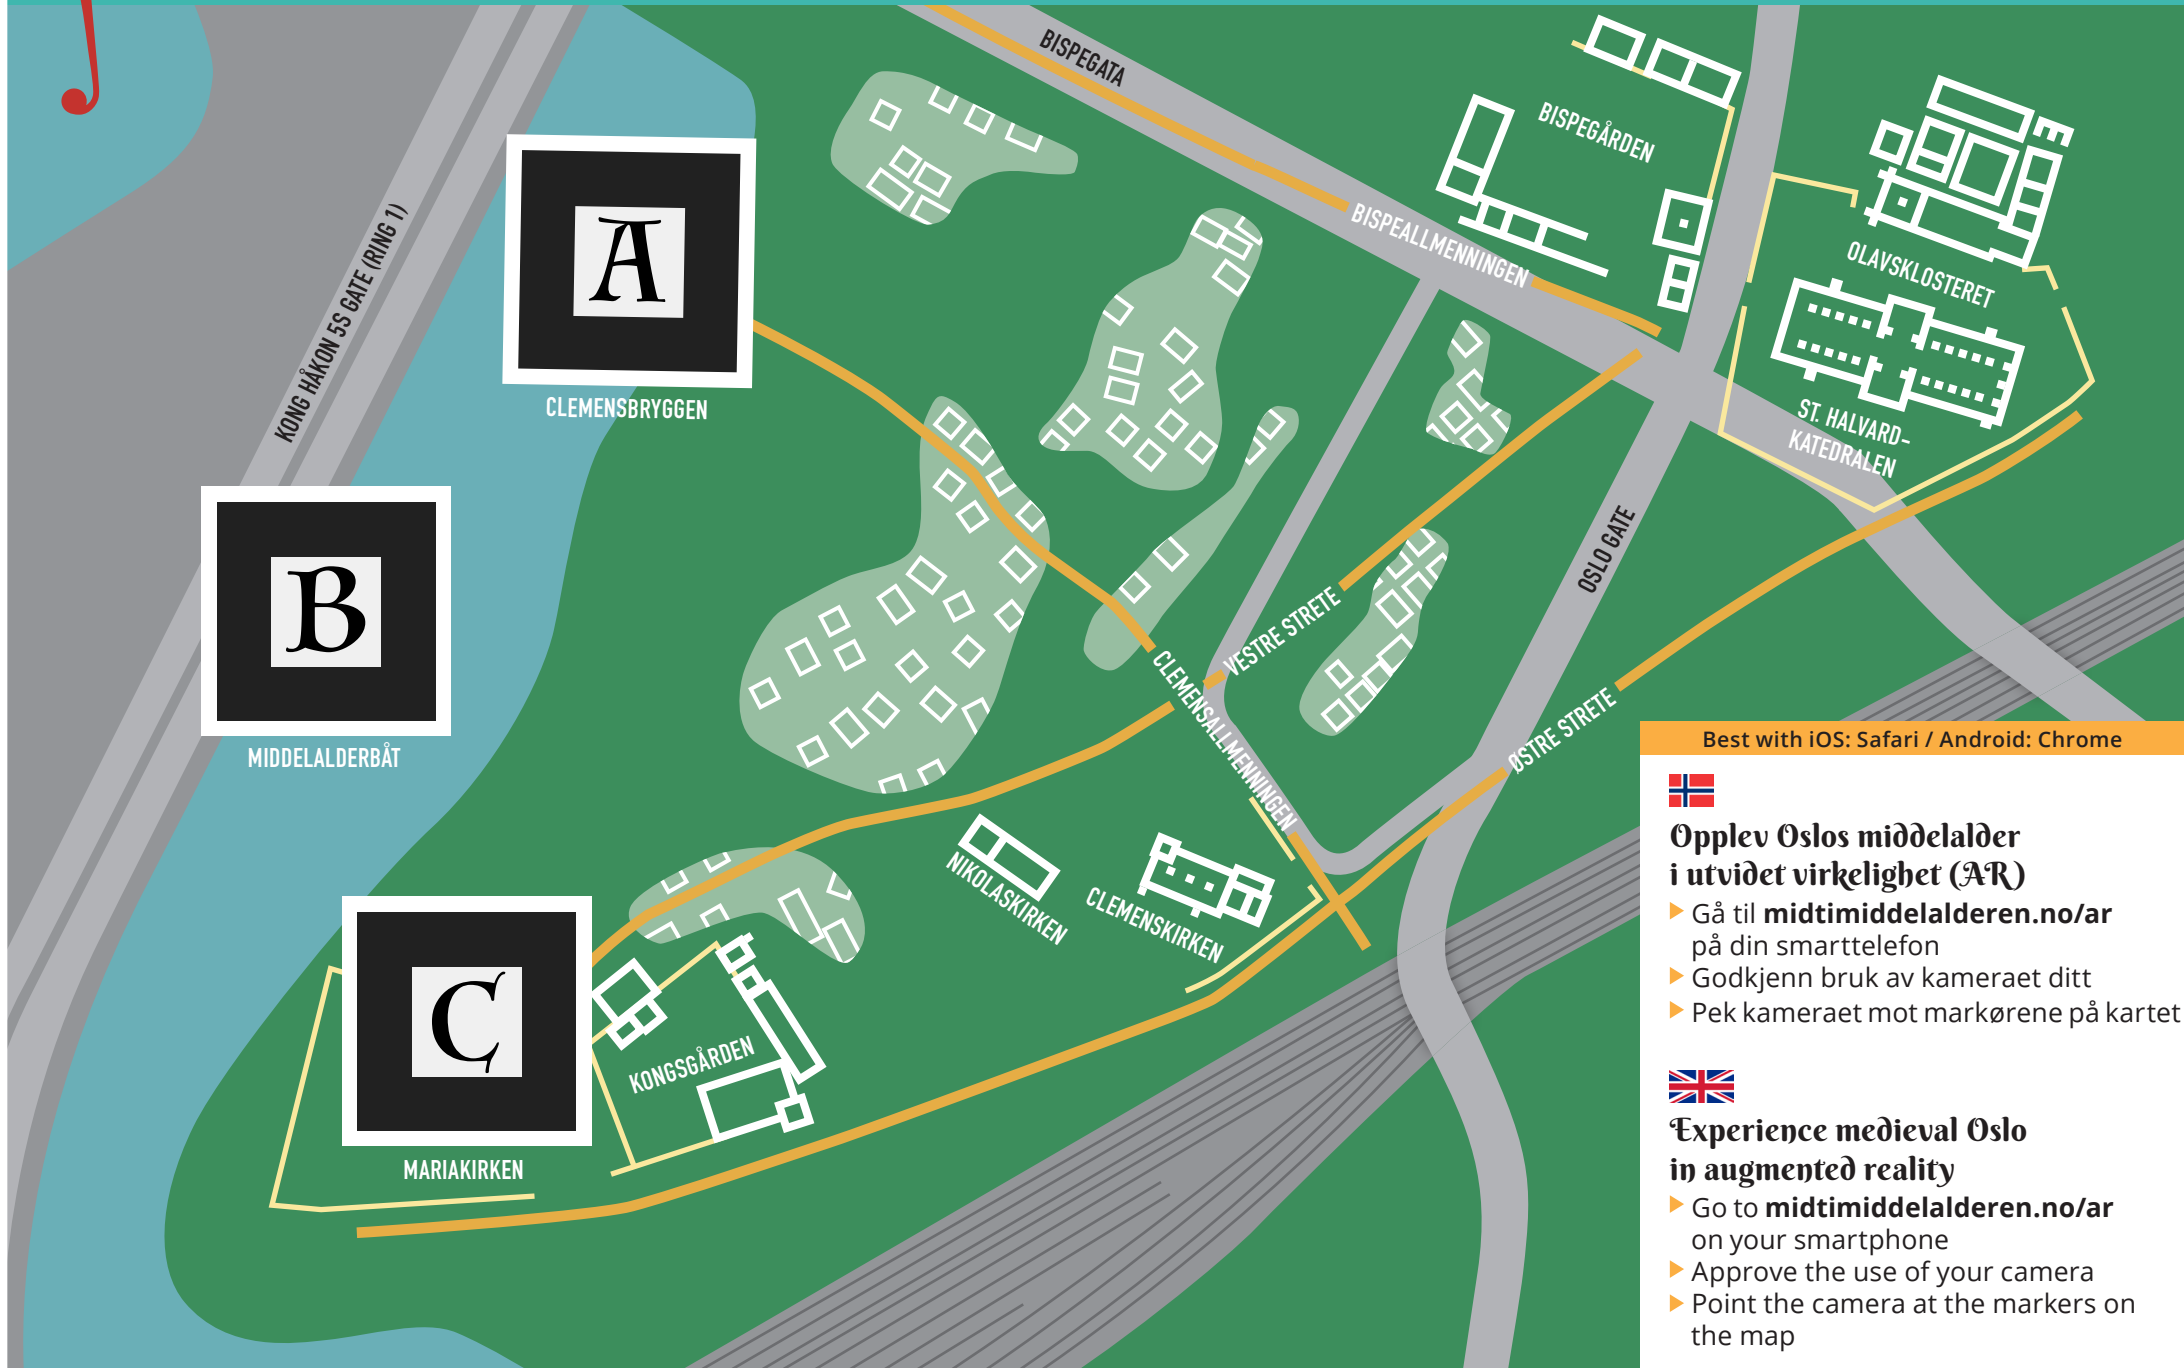 BISPEGATA
BISPEGÅRDEN
KONG HÅKON 5S GATE (RING 1)
A
BISPEALLMENNINGEN
OLAVSKLOSTERET
CLEMENSBRYGGEN
ST. HALVARD-
KATEDRALEN
OSLO GATE
B
VESTRE STRETE
CLEMENSALLMENNINGEN
ØSTRE STRETE
MIDDELALDERBÅT
NIKOLASKIRKEN
CLEMENSKIRKEN
C
KONGSGÅRDEN
MARIAKIRKEN
Best with iOS: Safari / Android: Chrome
Opplev Oslos middelalder
i utvidet virkelighet (AR)
Gå til midtimiddelalderen.no/ar
på din smarttelefon
Godkjenn bruk av kameraet ditt
Pek kameraet mot markørene på kartet
Experience medieval Oslo
in augmented reality
Go to midtimiddelalderen.no/ar
on your smartphone
Approve the use of your camera
Point the camera at the markers on
the map